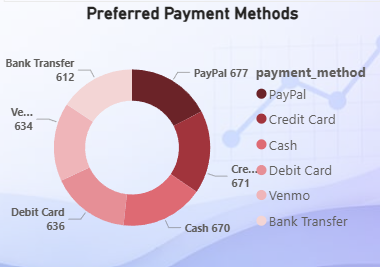 Preferred Payment Methods
Bank Transfer
612
PayPal 677
payment_method
PayPal
Credit Card
Cash
Debit Card
Venmo
Bank Transfer
Ve...
634
Cre...
671
Debit Card
636
Cash 670